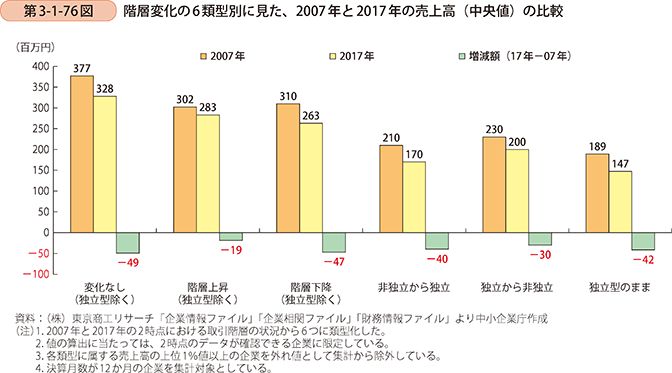 第3-1-76図 階層変化の6類型別に見た、2007年と2017年の売上高（中央値）の比較
（百万円）
2007年 2017年 増減額（17年－07年）
400
350
300
250
200
150
100
50
0
－50
－100
377 328 －49
302 283 －19
310 263 －47
210 170 －40
230 200 －30
189 147 －42
変化なし
（独立型除く）
階層上昇
（独立型除く）
階層下降
（独立型除く）
非独立から独立
独立から非独立
独立型のまま
資料：（株）東京商工リサーチ「企業情報ファイル」「企業相関ファイル」「財務情報ファイル」より中小企業庁作成
（注）1. 2007年と2017年の2時点における取引階層の状況から6つに類型化した。
2. 値の算出に当たっては、2時点のデータが確認できる企業に限定している。
3. 各類型に属する売上高の上位1%値以上の企業を外れ値として集計から除外している。
4. 決算月数が12か月の企業を集計対象としている。